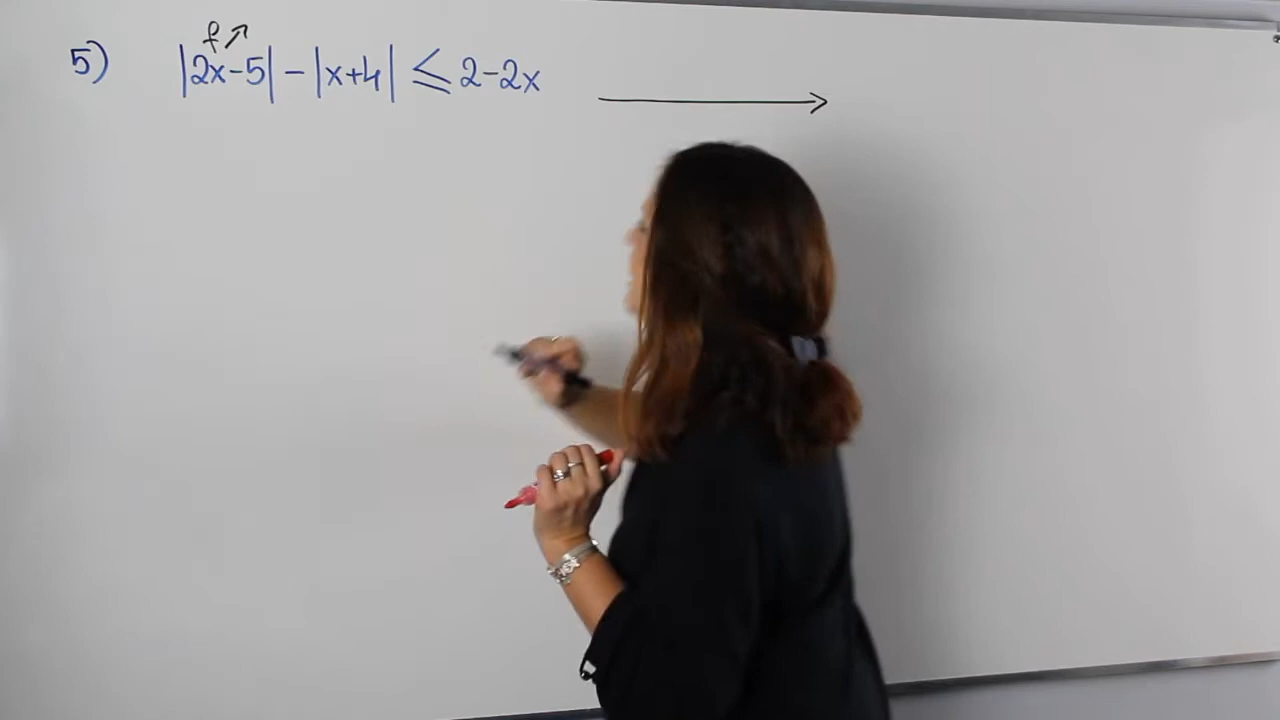 f↗
5) |2x-5| - |x+4| ≤ 2-2x